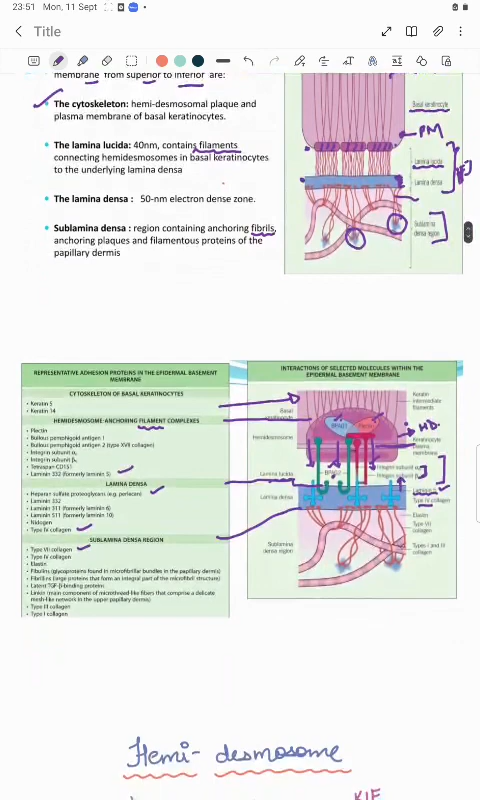 23:51 Mon, 11 Sept
Title
membrane from superior to inferior are:
The cytoskeleton: hemi-desmosomal plaque and
plasma membrane of basal keratinocytes.
The lamina lucida: 40nm, contains filaments
connecting hemidesmosomes in basal keratinocytes
to the underlying lamina densa
The lamina densa : 50-nm electron dense zone.
Sublamina densa : region containing anchoring fibrils,
anchoring plaques and filamentous proteins of the
papillary dermis
Basal keratinocyte
PM
Lamina lucida
Lamina densa
Sublamina
densa region
REPRESENTATIVE ADHESION PROTEINS IN THE EPIDERMAL BASEMENT
MEMBRANE
CYTOSKELETON OF BASAL KERATINOCYTES
• Keratin 5
• Keratin 14
HEMIDESMOSOME-ANCHORING FILAMENT COMPLEXES
• Plectin
• Bullous pemphigoid antigen 1
• Bullous pemphigoid antigen 2 (type XVII collagen)
• Integrin subunit α₆
• Integrin subunit β₄
• Tetraspan CD151
• Laminin 332 (formerly laminin 5)
LAMINA DENSA
• Heparan sulfate proteoglycans (e.g. perlecan)
• Laminin 332
• Laminin 311 (formerly laminin 6)
• Laminin 511 (formerly laminin 10)
• Nidogen
• Type IV collagen
SUBLAMINA DENSA REGION
• Type VII collagen
• Type IV collagen
• Elastin
• Fibulins (glycoproteins found in microfibrillar bundles in the papillary dermis)
• Fibrillins (large proteins that form an integral part of the microfibril structure)
• Latent TGF-β-binding protein
• Linkin (main component of microthread-like fibers that comprise a delicate
mesh-like network in the upper papillary dermis)
• Type III collagen
• Type I collagen
INTERACTIONS OF SELECTED MOLECULES WITHIN THE
EPIDERMAL BASEMENT MEMBRANE
Keratin
intermediate
filaments
Basal
keratinocyte
BPAG1
Plectin
HD
Hemidesmosome
Keratinocyte
plasma
membrane
BPAG2
Integrin subunit α₆
Integrin subunit β₄
Lamina lucida
Lamina densa
Type IV collagen
Elastin
Type VII
collagen
Sublamina
densa region
Types I and III
collagen
Hemi- desmosome
KIF